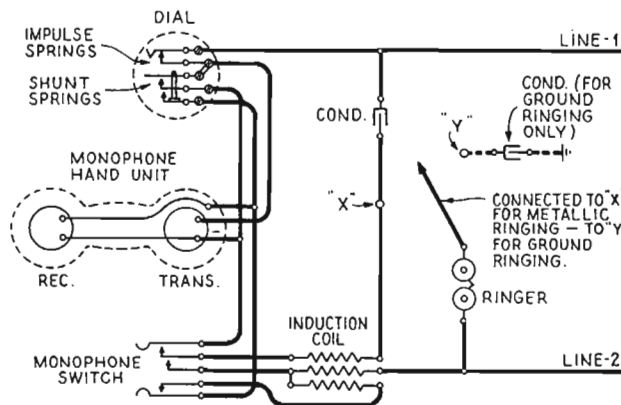 DIAL
IMPULSE
SPRINGS
SHUNT
SPRINGS
MONOPHONE
HAND UNIT
REC.
TRANS.
MONOPHONE
SWITCH
INDUCTION
COIL
COND.
"X"
LINE-1
COND. (FOR
GROUND
RINGING
ONLY)
"Y"
CONNECTED TO "X"
FOR METALLIC
RINGING — TO "Y"
FOR GROUND
RINGING.
RINGER
LINE-2